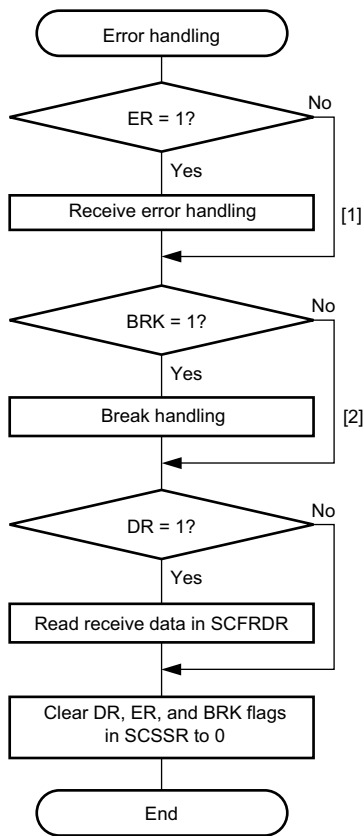 Error handling
No
ER = 1?
Yes
Receive error handling
[1]
No
BRK = 1?
Yes
Break handling
[2]
No
DR = 1?
Yes
Read receive data in SCFRDR
Clear DR, ER, and BRK flags
in SCSSR to 0
End